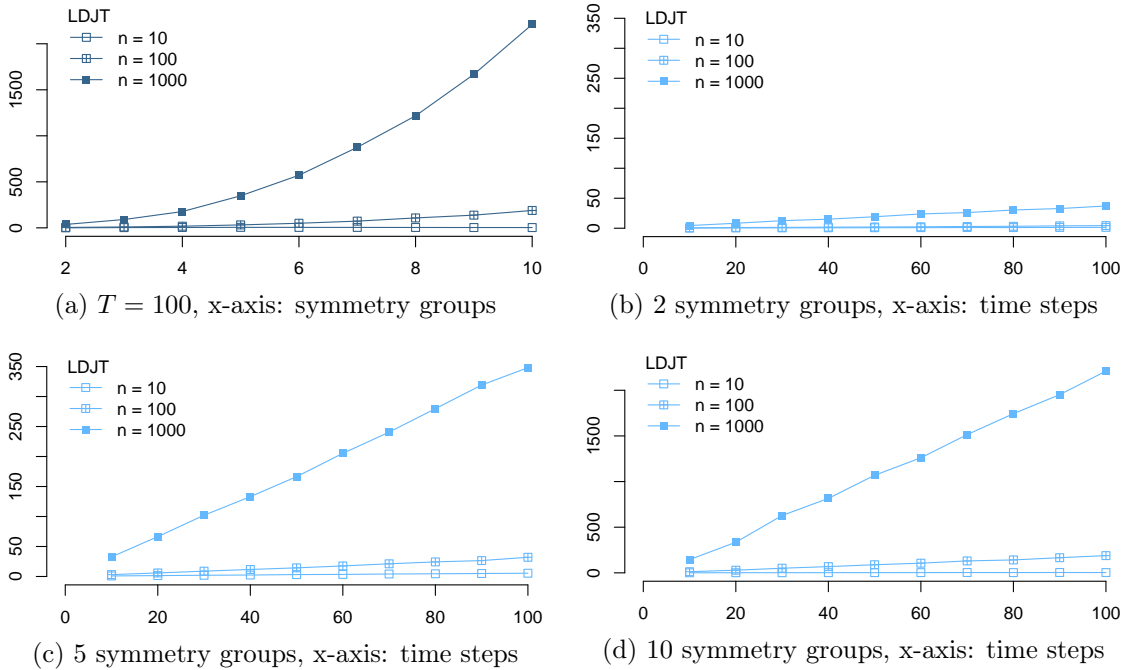 LDJT
n = 10
n = 100
n = 1000
0
500
1500
2
4
6
8
10
(a) T = 100, x-axis: symmetry groups
LDJT
n = 10
n = 100
n = 1000
0
50
150
250
350
0
20
40
60
80
100
(b) 2 symmetry groups, x-axis: time steps
LDJT
n = 10
n = 100
n = 1000
0
50
150
250
350
0
20
40
60
80
100
(c) 5 symmetry groups, x-axis: time steps
LDJT
n = 10
n = 100
n = 1000
0
500
1500
0
20
40
60
80
100
(d) 10 symmetry groups, x-axis: time steps